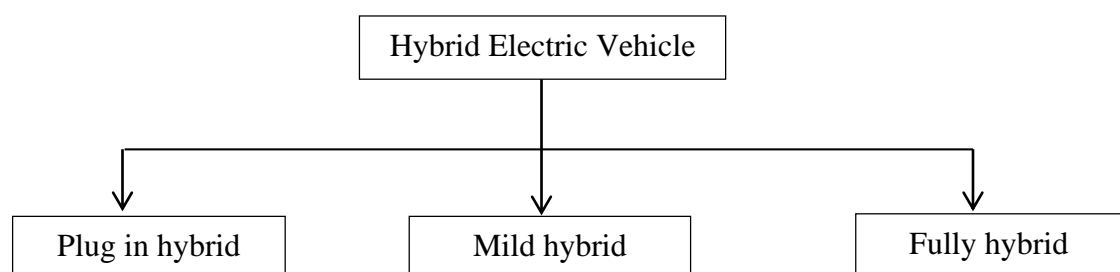 Hybrid Electric Vehicle
Plug in hybrid
Mild hybrid
Fully hybrid